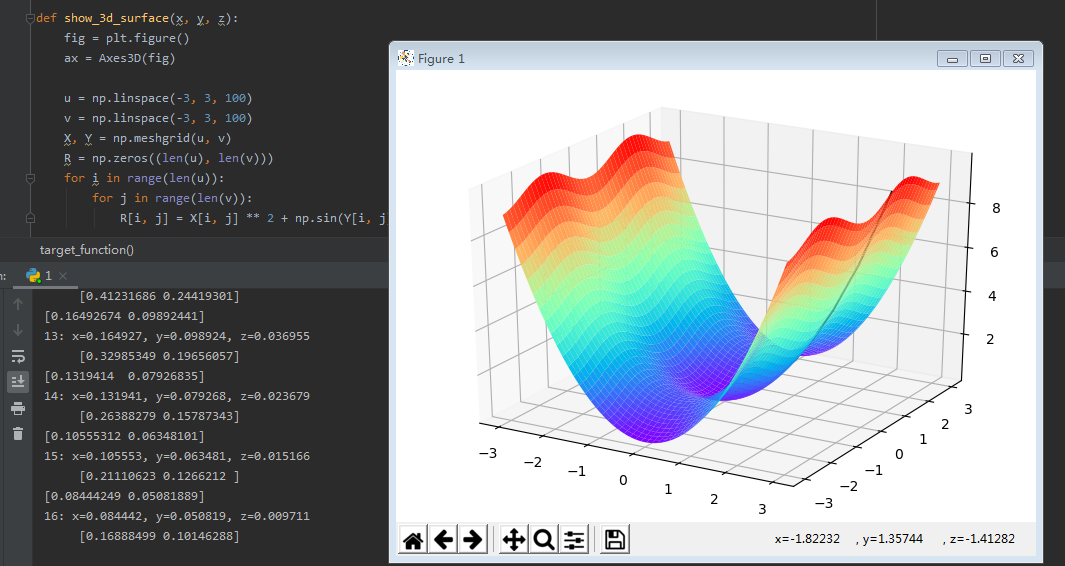 def show_3d_surface(x, y, z):
fig = plt.figure()
ax = Axes3D(fig)
u = np.linspace(-3, 3, 100)
v = np.linspace(-3, 3, 100)
X, Y = np.meshgrid(u, v)
R = np.zeros((len(u), len(v)))
for i in range(len(u)):
for j in range(len(v)):
R[i, j] = X[i, j] ** 2 + np.sin(Y[i, j]
target_function()
1
[0.41231686 0.24419301]
[0.16492674 0.09892441]
13: x=0.164927, y=0.098924, z=0.036955
[0.32985349 0.19656057]
[0.1319414  0.07926835]
14: x=0.131941, y=0.079268, z=0.023679
[0.26388279 0.15787343]
[0.10555312 0.06348101]
15: x=0.105553, y=0.063481, z=0.015166
[0.21110623 0.1266212 ]
[0.08444249 0.05081889]
16: x=0.084442, y=0.050819, z=0.009711
[0.16888499 0.10146288]
Figure 1
8
6
4
2
−3 −2 −1 0 1 2 3
3
2
1
0
−1
−2
−3
x=-1.82232 , y=1.35744 , z=-1.41282